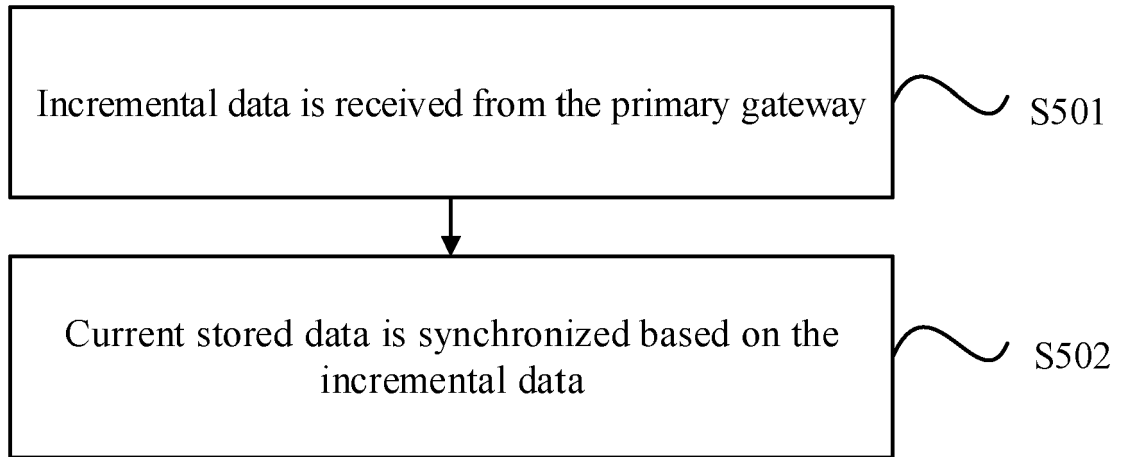 Incremental data is received from the primary gateway
S501
Current stored data is synchronized based on the
incremental data
S502